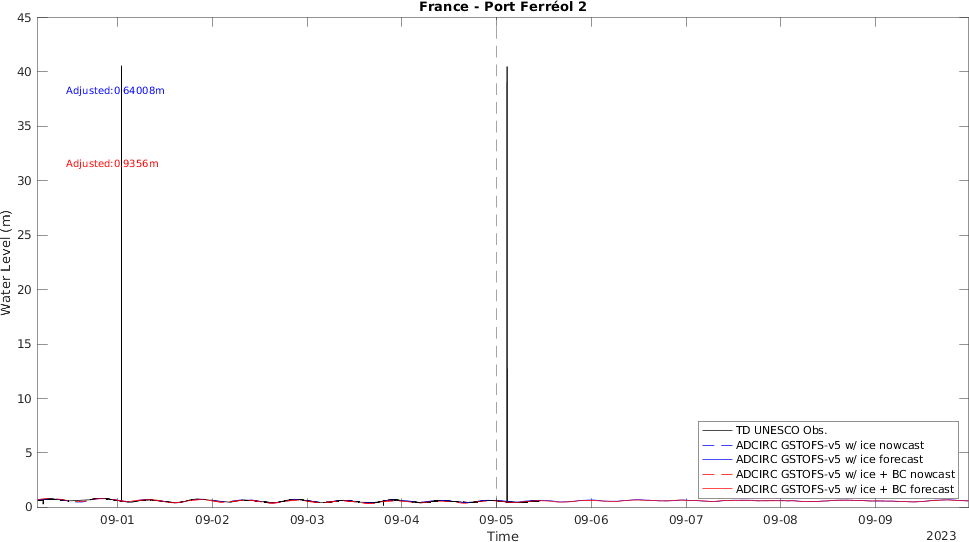 France - Port Ferréol 2
45
40
35
30
25
20
15
10
5
0
Water Level (m)
Adjusted:0.64008m
Adjusted:0.9356m
TD UNESCO Obs.
ADCIRC GSTOFS-v5 w/ ice nowcast
ADCIRC GSTOFS-v5 w/ ice forecast
ADCIRC GSTOFS-v5 w/ ice + BC nowcast
ADCIRC GSTOFS-v5 w/ ice + BC forecast
09-01 09-02 09-03 09-04 09-05 09-06 09-07 09-08 09-09
Time
2023